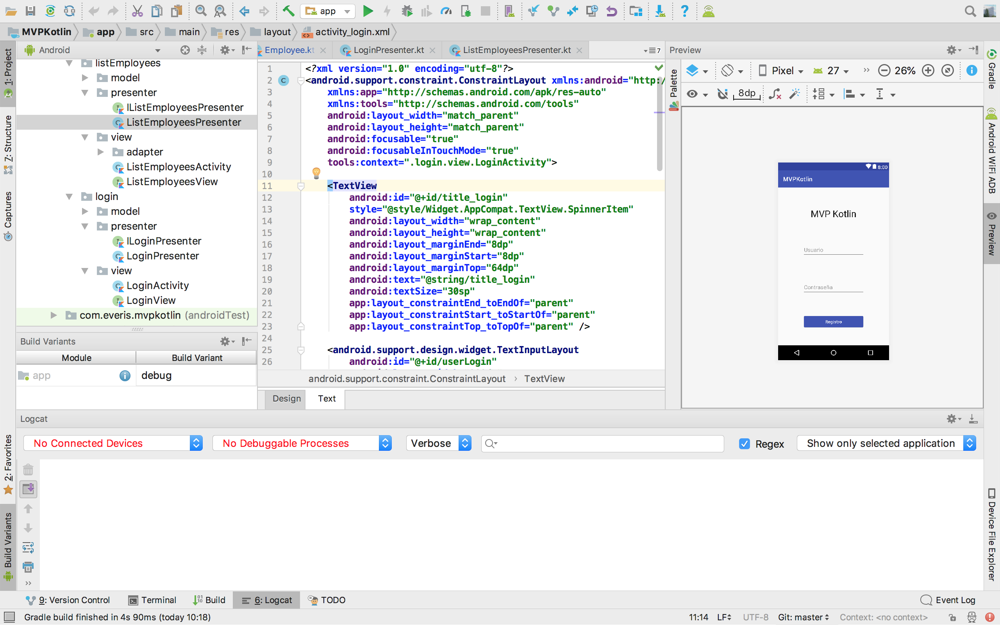 app
MVPKotlin
app
src
main
res
layout
activity_login.xml
Android
Employee.kt
LoginPresenter.kt
ListEmployeesPresenter.kt
7
Preview
1: Project
7: Structure
Captures
2: Favorites
Build Variants
listEmployees
model
presenter
IListEmployeesPresenter
ListEmployeesPresenter
view
adapter
ListEmployeesActivity
ListEmployeesView
login
model
presenter
ILoginPresenter
LoginPresenter
view
LoginActivity
LoginView
com.everis.mvpkotlin (androidTest)
Build Variants
Module
Build Variant
app
debug
1 <?xml version="1.0" encoding="utf-8"?>
2 <android.support.constraint.ConstraintLayout xmlns:android="http:/
3 xmlns:app="http://schemas.android.com/apk/res-auto"
4 xmlns:tools="http://schemas.android.com/tools"
5 android:layout_width="match_parent"
6 android:layout_height="match_parent"
7 android:focusable="true"
8 android:focusableInTouchMode="true"
9 tools:context=".login.view.LoginActivity">
10
11 <TextView
12 android:id="@+id/title_login"
13 style="@style/Widget.AppCompat.TextView.SpinnerItem"
14 android:layout_width="wrap_content"
15 android:layout_height="wrap_content"
16 android:layout_marginEnd="8dp"
17 android:layout_marginStart="8dp"
18 android:layout_marginTop="64dp"
19 android:text="@string/title_login"
20 android:textSize="30sp"
21 app:layout_constraintEnd_toEndOf="parent"
22 app:layout_constraintStart_toStartOf="parent"
23 app:layout_constraintTop_toTopOf="parent" />
24
25 <android.support.design.widget.TextInputLayout
26 android:id="@+id/userLogin"
android.support.constraint.ConstraintLayout › TextView
Design
Text
Palette
Pixel
27
26%
8dp
8:00
MVPKotlin
MVP Kotlin
Usuario
Contraseña
Registro
Gradle
Android WiFi ADB
Preview
Device File Explorer
Logcat
No Connected Devices
No Debuggable Processes
Verbose
Regex
Show only selected application
9: Version Control
Terminal
Build
6: Logcat
TODO
Event Log
Gradle build finished in 4s 90ms (today 10:18)
11:14
LF
UTF-8
Git: master
Context: <no context>